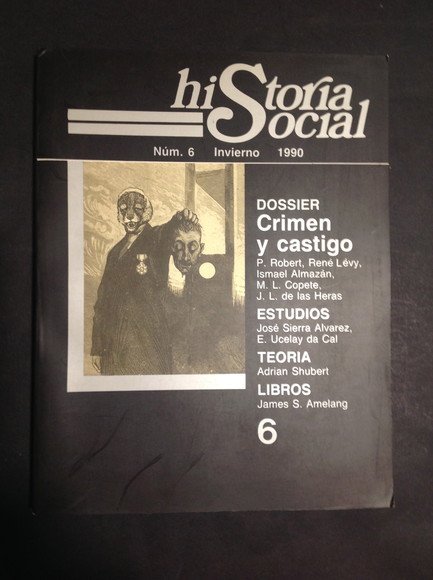 hiStoria
Social
Núm. 6 Invierno 1990
DOSSIER
Crimen
y castigo
P. Robert, René Lévy,
Ismael Almazán,
M. L. Copete,
J. L. de las Heras
ESTUDIOS
José Sierra Alvarez,
E. Ucelay da Cal
TEORIA
Adrian Shubert
LIBROS
James S. Amelang
6